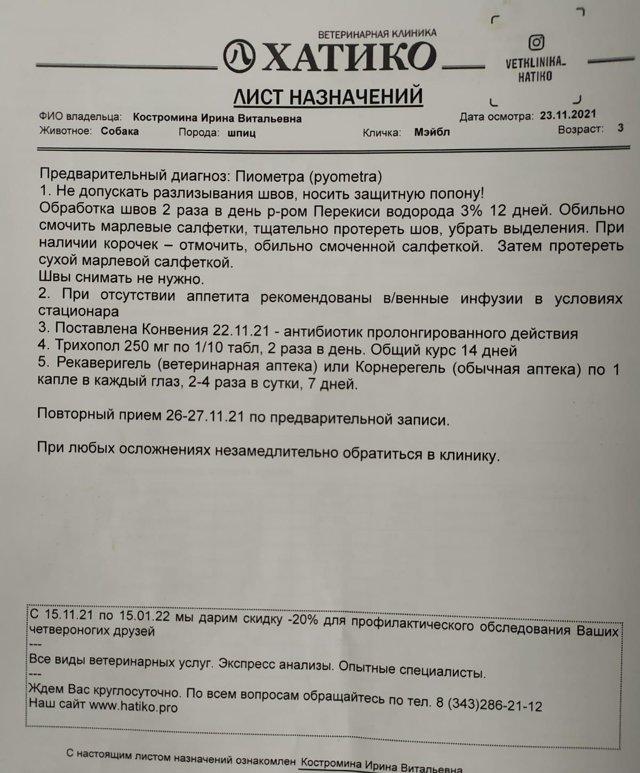 ВЕТЕРИНАРНАЯ КЛИНИКА
ХАТИКО
VETKLINIKA_
HATIKO
ЛИСТ НАЗНАЧЕНИЙ
ФИО владельца: Костромина Ирина Витальевна Дата осмотра: 23.11.2021
Животное: Собака Порода: шпиц Кличка: Мэйбл Возраст: 3
Предварительный диагноз: Пиометра (pyometra)
1. Не допускать разлизывания швов, носить защитную попону!
Обработка швов 2 раза в день р-ром Перекиси водорода 3% 12 дней. Обильно
смочить марлевые салфетки, тщательно протереть шов, убрать выделения. При
наличии корочек – отмочить, обильно смоченной салфеткой. Затем протереть
сухой марлевой салфеткой.
Швы снимать не нужно.
2. При отсутствии аппетита рекомендованы в/венные инфузии в условиях
стационара
3. Поставлена Конвения 22.11.21 - антибиотик пролонгированного действия
4. Трихопол 250 мг по 1/10 табл, 2 раза в день. Общий курс 14 дней
5. Рекаверигель (ветеринарная аптека) или Корнерегель (обычная аптека) по 1
капле в каждый глаз, 2-4 раза в сутки, 7 дней.
Повторный прием 26-27.11.21 по предварительной записи.
При любых осложнениях незамедлительно обратиться в клинику.
С 15.11.21 по 15.01.22 мы дарим скидку -20% для профилактического обследования Ваших
четвероногих друзей
---
Все виды ветеринарных услуг. Экспресс анализы. Опытные специалисты.
---
Ждем Вас круглосуточно. По всем вопросам обращайтесь по тел. 8 (343)286-21-12
Наш сайт www.hatiko.pro
С настоящим листом назначений ознакомлен Костромина Ирина Витальевна